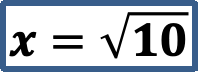 x = √10